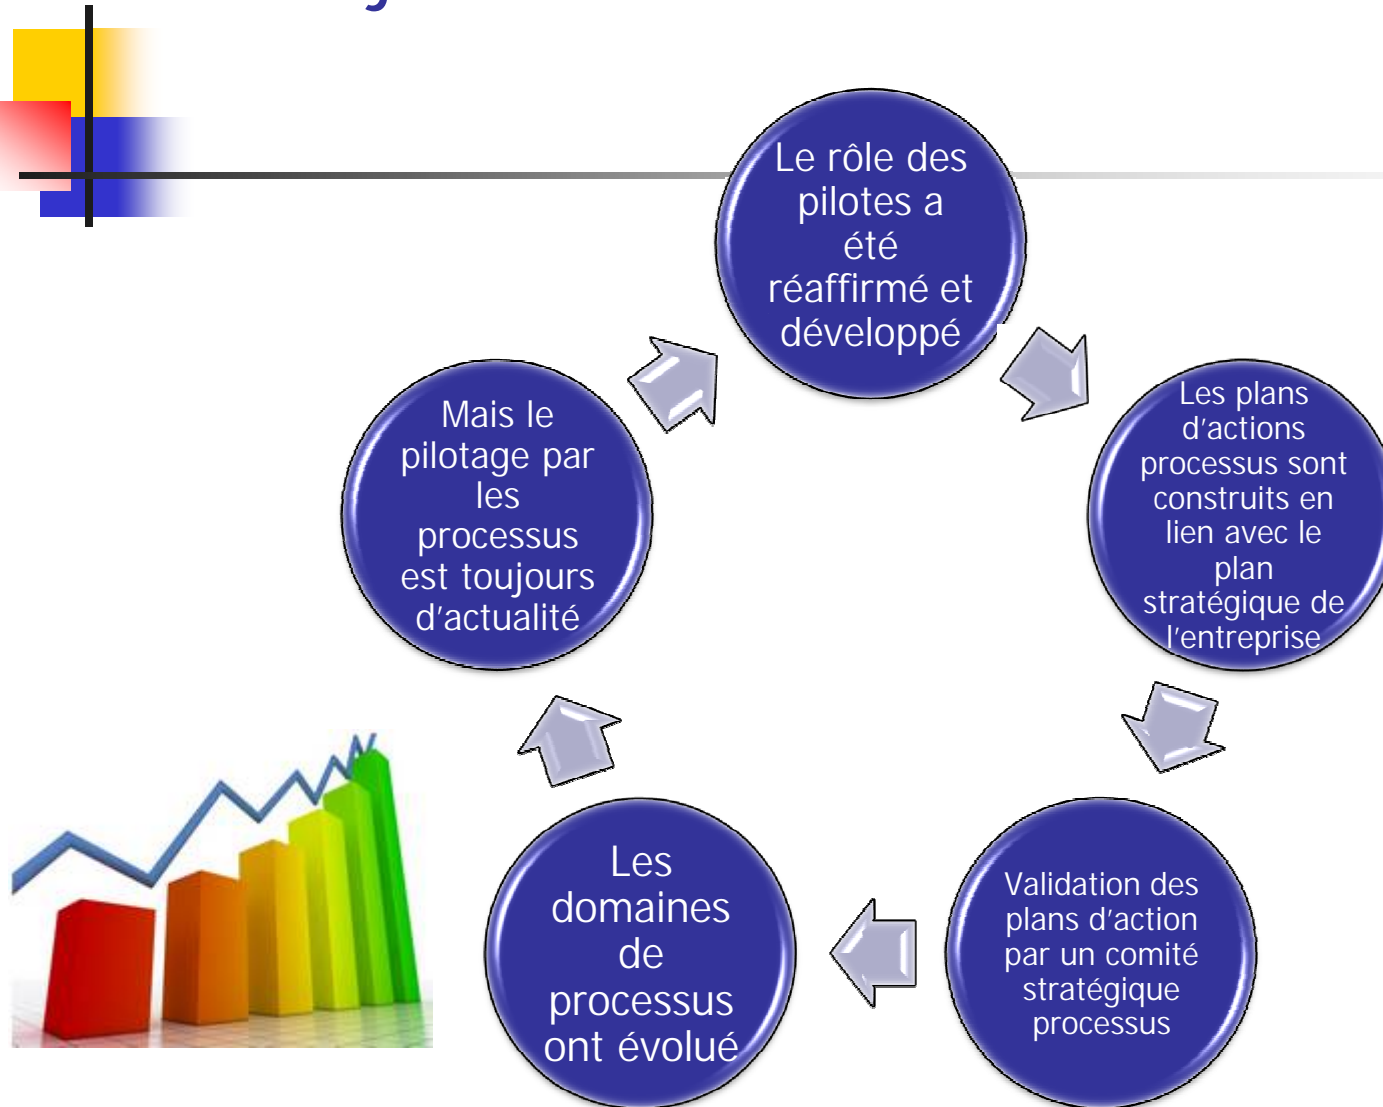 Le rôle des
pilotes a
été
réaffirmé et
développé
Les plans
d'actions
processus sont
construits en
lien avec le
plan
stratégique de
l'entreprise
Validation des
plans d'action
par un comité
stratégique
processus
Les
domaines
de
processus
ont évolué
Mais le
pilotage par
les
processus
est toujours
d'actualité